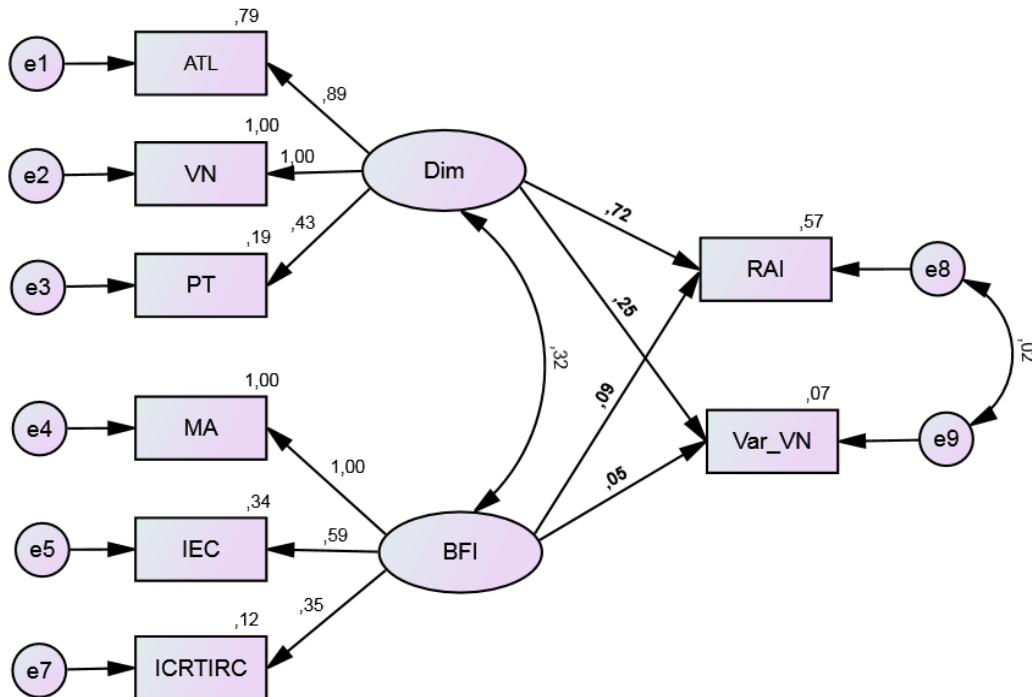 ,79
e1
ATL
,89
1,00
e2
VN
1,00
Dim
,19
,43
e3
PT
,72
,57
RAI
e8
,25
,32
,02
,09
1,00
e4
MA
1,00
,07
Var_VN
e9
,05
,34
e5
IEC
,59
BFI
,35
,12
e7
ICRTIRC